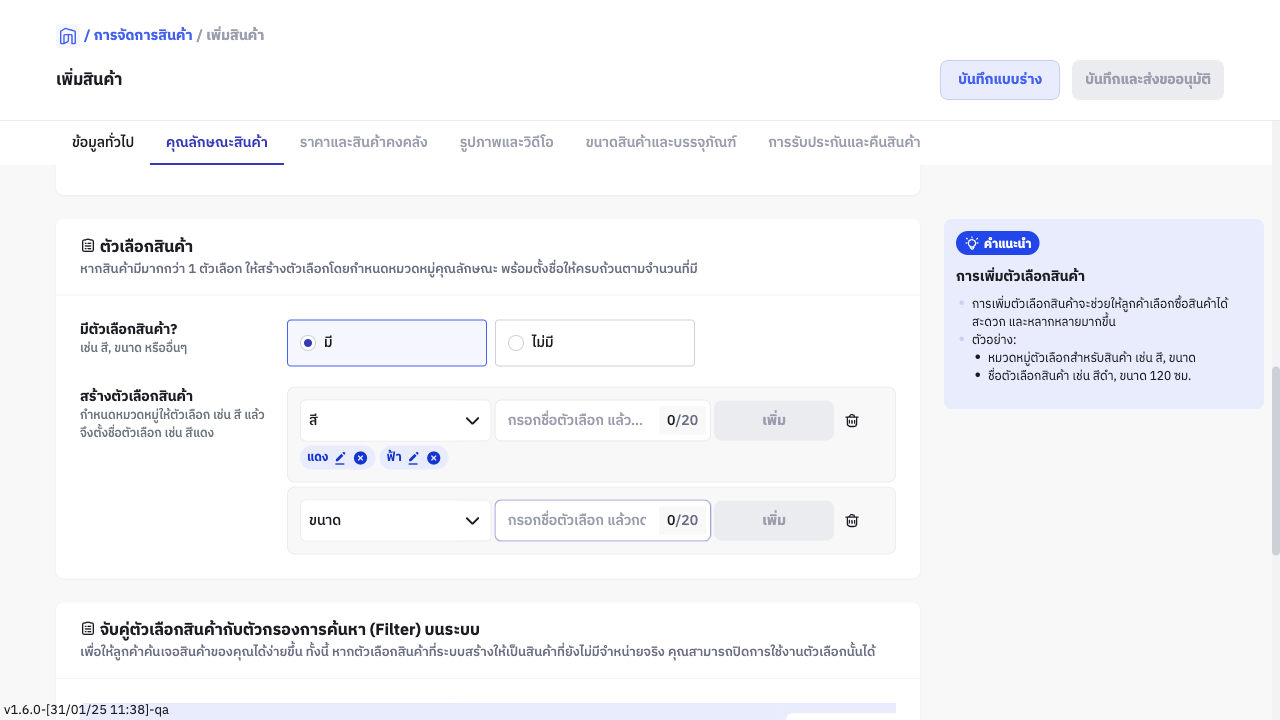 / การจัดการสินค้า / เพิ่มสินค้า
เพิ่มสินค้า
บันทึกแบบร่าง
บันทึกและส่งขออนุมัติ
ข้อมูลทั่วไป
คุณลักษณะสินค้า
ราคาและสินค้าคงคลัง
รูปภาพและวิดีโอ
ขนาดสินค้าและบรรจุภัณฑ์
การรับประกันและคืนสินค้า
ตัวเลือกสินค้า
หากสินค้ามีมากกว่า 1 ตัวเลือก ให้สร้างตัวเลือกโดยกำหนดหมวดหมู่คุณลักษณะ พร้อมตั้งชื่อให้ครบถ้วนตามจำนวนที่มี
มีตัวเลือกสินค้า?
เช่น สี, ขนาด หรืออื่นๆ
มี
ไม่มี
สร้างตัวเลือกสินค้า
กำหนดหมวดหมู่ให้ตัวเลือก เช่น สี แล้ว
จึงตั้งชื่อตัวเลือก เช่น สีแดง
สี
กรอกชื่อตัวเลือก แล้ว...
0/20
เพิ่ม
แดง
ฟ้า
ขนาด
กรอกชื่อตัวเลือก แล้วกด
0/20
เพิ่ม
คำแนะนำ
การเพิ่มตัวเลือกสินค้า
การเพิ่มตัวเลือกสินค้าจะช่วยให้ลูกค้าเลือกซื้อสินค้าได้
สะดวก และหลากหลายมากขึ้น
ตัวอย่าง:
หมวดหมู่ตัวเลือกสำหรับสินค้า เช่น สี, ขนาด
ชื่อตัวเลือกสินค้า เช่น สีดำ, ขนาด 120 ซม.
จับคู่ตัวเลือกสินค้ากับตัวกรองการค้นหา (Filter) บนระบบ
เพื่อให้ลูกค้าค้นเจอสินค้าของคุณได้ง่ายขึ้น ทั้งนี้ หากตัวเลือกสินค้าที่ระบบสร้างให้เป็นสินค้าที่ยังไม่มีจำหน่ายจริง คุณสามารถปิดการใช้งานตัวเลือกนั้นได้
v1.6.0-[31/01/25 11:38]-qa